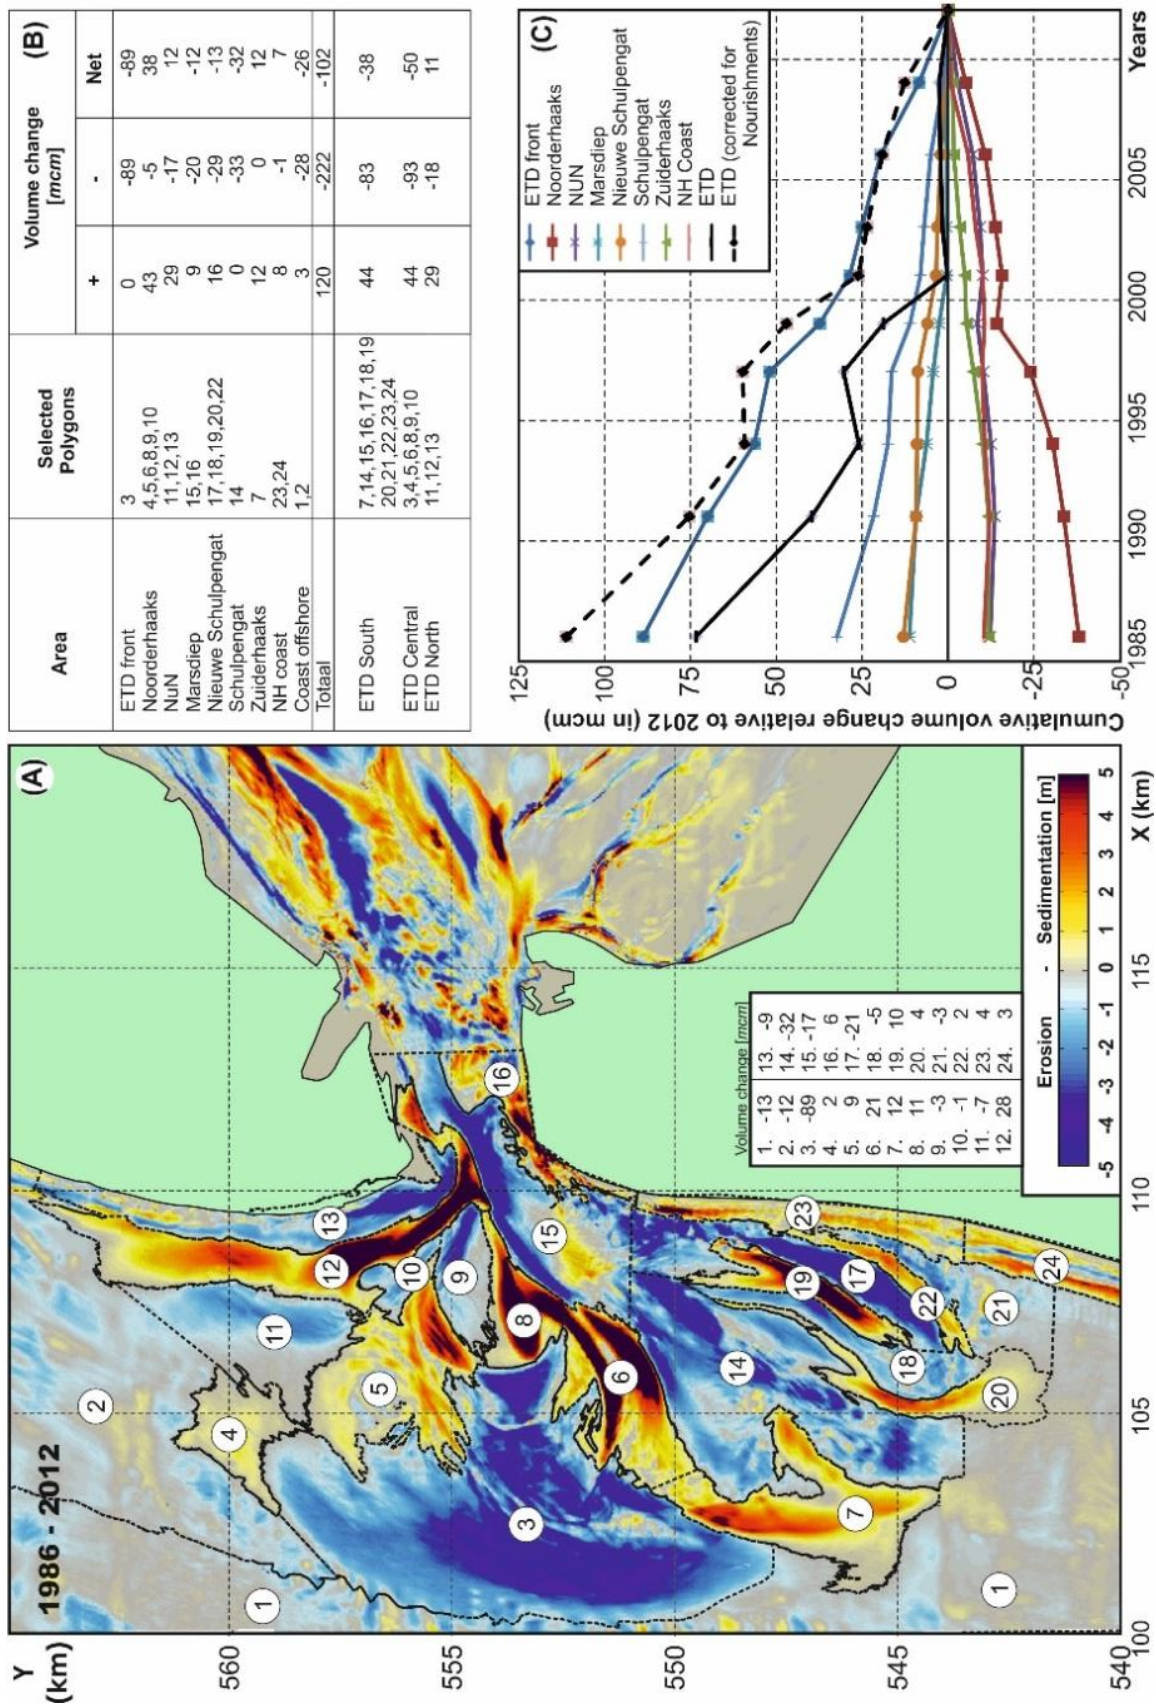 (A)
1986 - 2012
Y
(km)
560
555
550
545
540
100
105
110
115
X (km)
1
2
3
4
5
6
7
8
9
10
11
12
13
14
15
16
17
18
19
20
21
22
23
24
1
Volume change [mcm]
1. -13 13. -9
2. -12 14. -32
3. -89 15. -17
4. 2 16. 6
5. 9 17. -21
6. 21 18. -5
7. 12 19. 10
8. 11 20. 4
9. -3 21. -3
10. -1 22. 2
11. -7 23. 4
12. 28 24. 3
Erosion - Sedimentation [m]
-5 -4 -3 -2 -1 0 1 2 3 4 5
(B)
Area Selected Polygons Volume change
[mcm]
+ - Net
ETD front 3 0 -89 -89
Noorderhaaks 4,5,6,8,9,10 43 -5 38
NuN 11,12,13 29 -17 12
Marsdiep 15,16 9 -20 -12
Nieuwe Schulpengat 17,18,19,20,22 16 -29 -13
Schulpengat 14 0 -33 -32
Zuiderhaaks 7 12 0 12
NH coast 23,24 8 -1 7
Coast offshore 1,2 3 -28 -26
Totaal 120 -222 -102
ETD South 7,14,15,16,17,18,19 44 -83 -38
20,21,22,23,24
ETD Central 3,4,5,6,8,9,10 44 -93 -50
ETD North 11,12,13 29 -18 11
(C)
Cumulative volume change relative to 2012 (in mcm)
125
100
75
50
25
0
-25
-50
1985 1990 1995 2000 2005 Years
ETD front
Noorderhaaks
NUN
Marsdiep
Nieuwe Schulpengat
Schulpengat
Zuiderhaaks
NH Coast
ETD
ETD (corrected for
Nourishments)